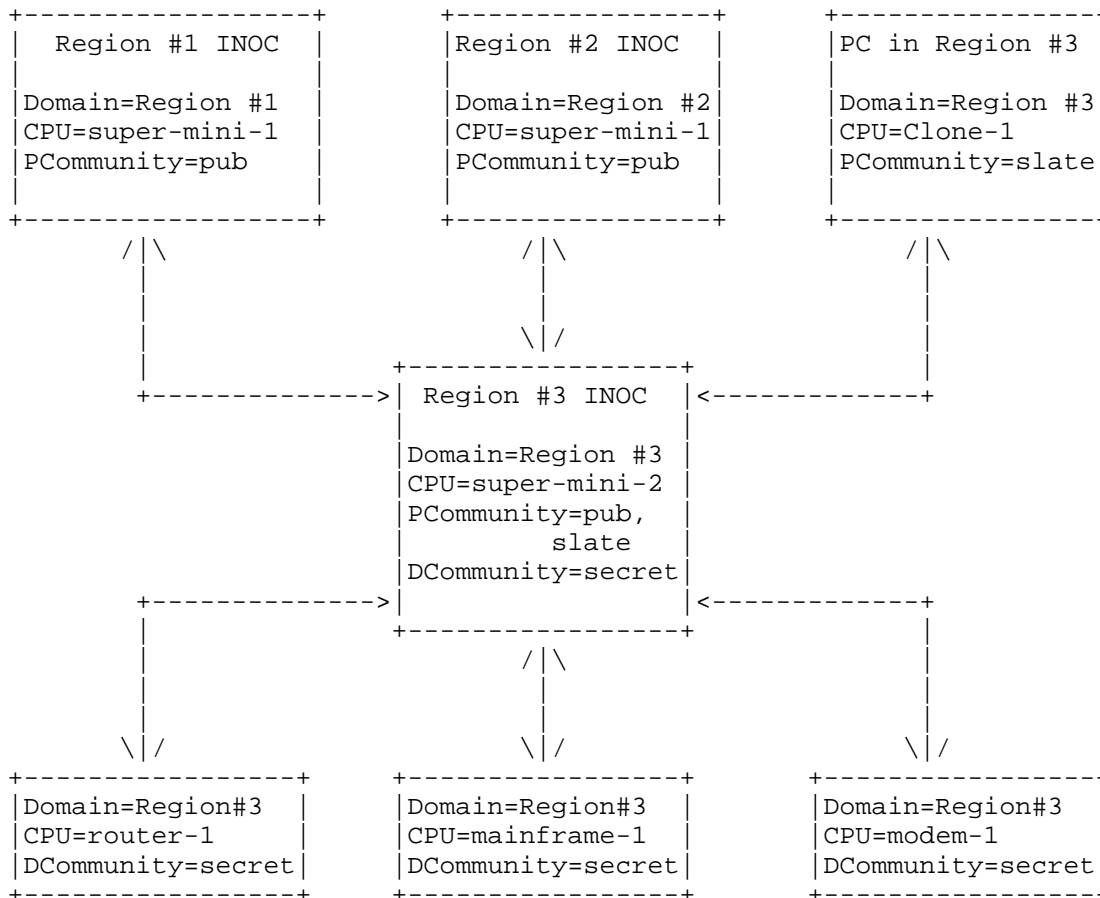 Region #1 INOC
Domain=Region #1
CPU=super-mini-1
PCommunity=pub
Region #2 INOC
Domain=Region #2
CPU=super-mini-1
PCommunity=pub
PC in Region #3
Domain=Region #3
CPU=Clone-1
PCommunity=slate
Region #3 INOC
Domain=Region #3
CPU=super-mini-2
PCommunity=pub,
slate
DCommunity=secret
Domain=Region#3
CPU=router-1
DCommunity=secret
Domain=Region#3
CPU=mainframe-1
DCommunity=secret
Domain=Region#3
CPU=modem-1
DCommunity=secret